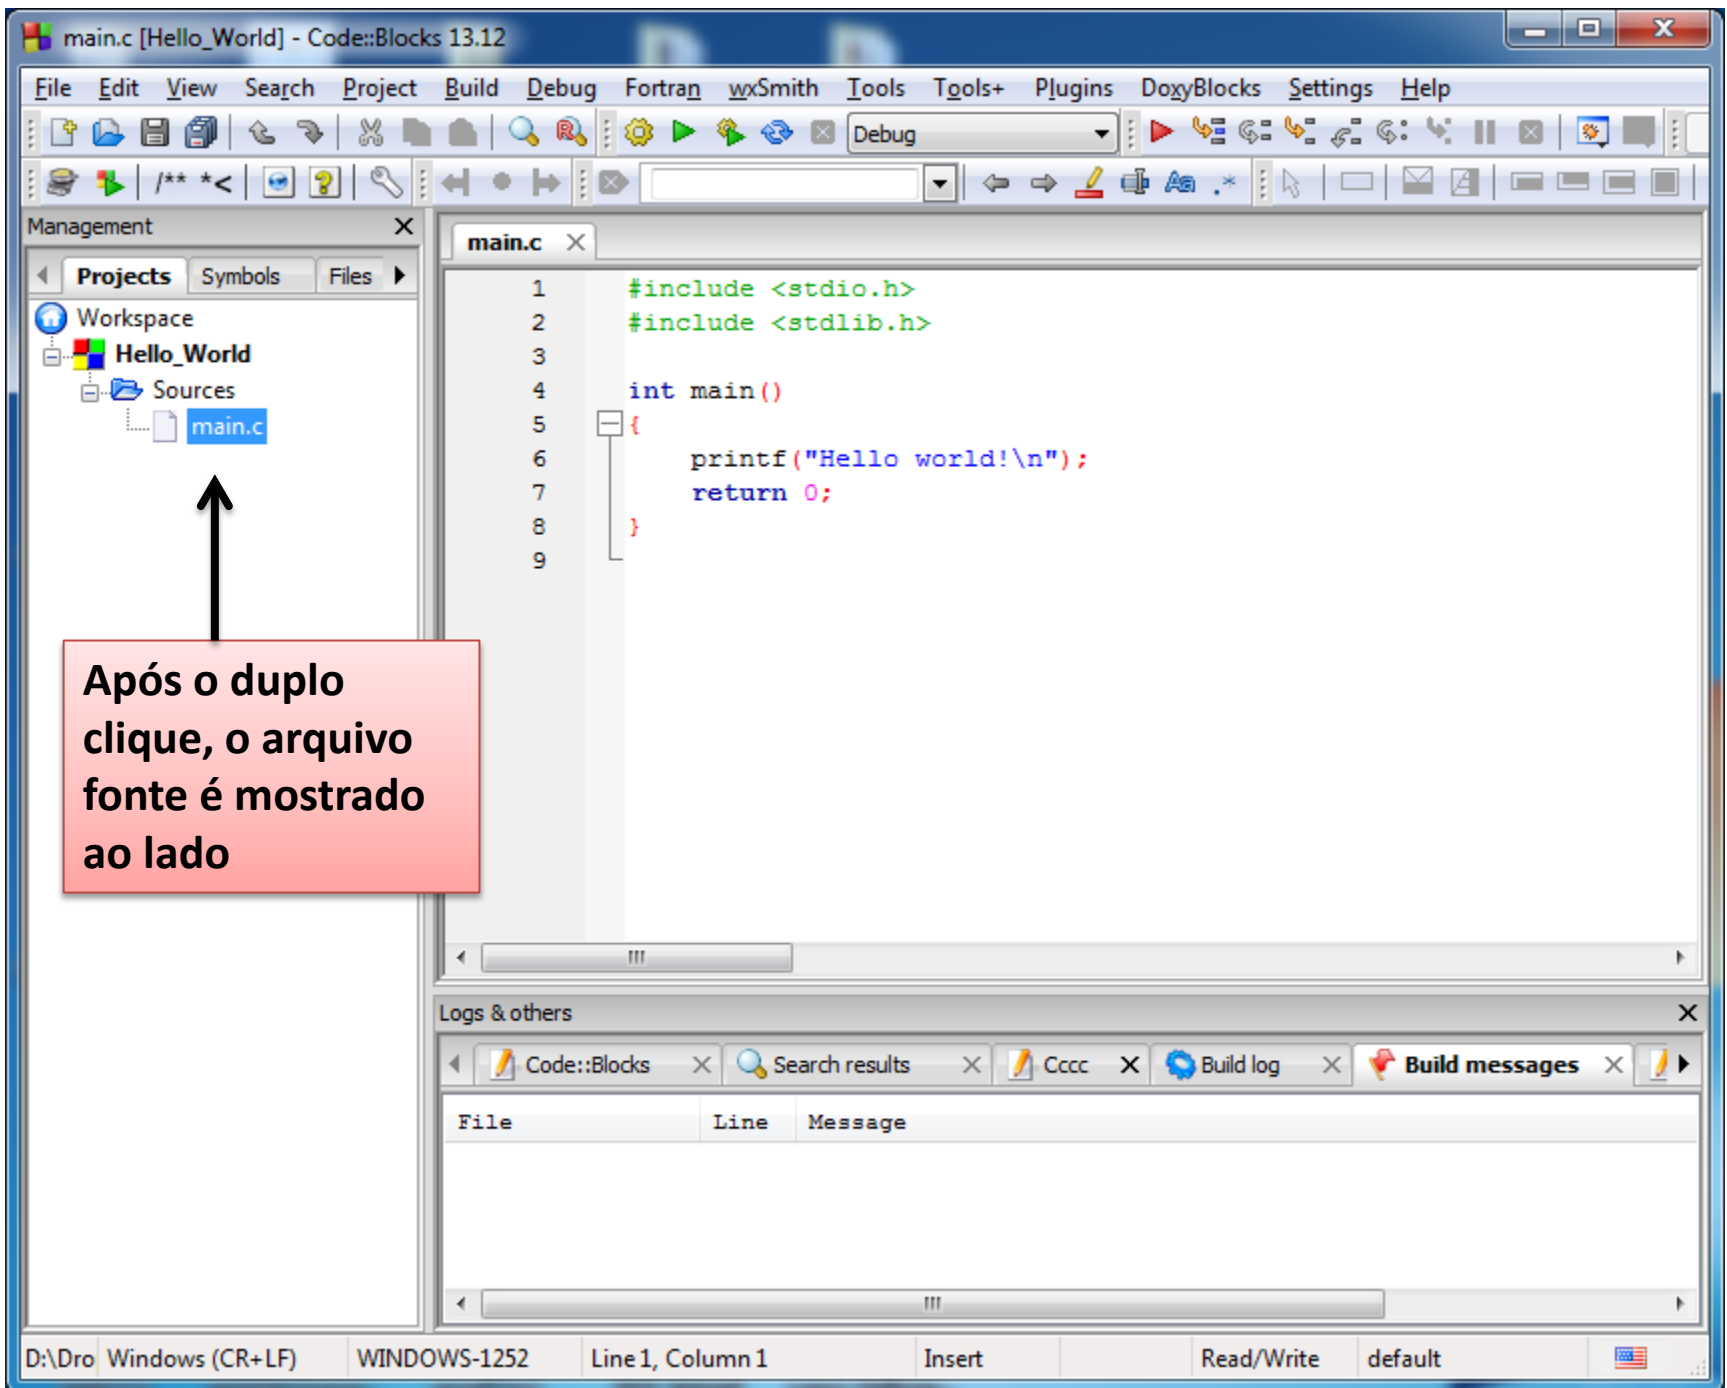 main.c [Hello_World] - Code::Blocks 13.12
File Edit View Search Project Build Debug Fortran wxSmith Tools Tools+ Plugins DoxyBlocks Settings Help
Debug
/** *<
Management
Projects Symbols Files
Workspace
Hello_World
Sources
main.c
Após o duplo
clique, o arquivo
fonte é mostrado
ao lado
main.c
1 #include <stdio.h>
2 #include <stdlib.h>
3
4 int main()
5 {
6 printf("Hello world!\n");
7 return 0;
8 }
9
Logs & others
Code::Blocks Search results Cccc Build log Build messages
File Line Message
D:\Dro Windows (CR+LF) WINDOWS-1252 Line 1, Column 1 Insert Read/Write default